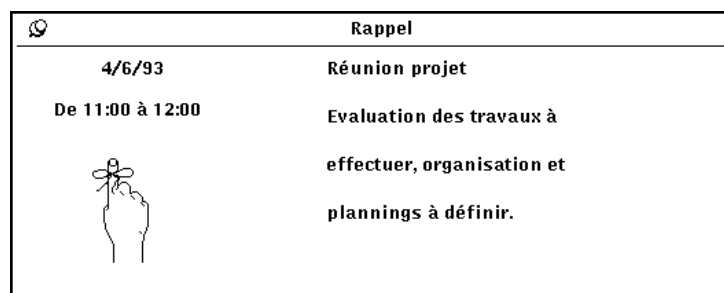 Rappel
4/6/93
De 11:00 à 12:00
Réunion projet
Evaluation des travaux à
effectuer, organisation et
plannings à définir.